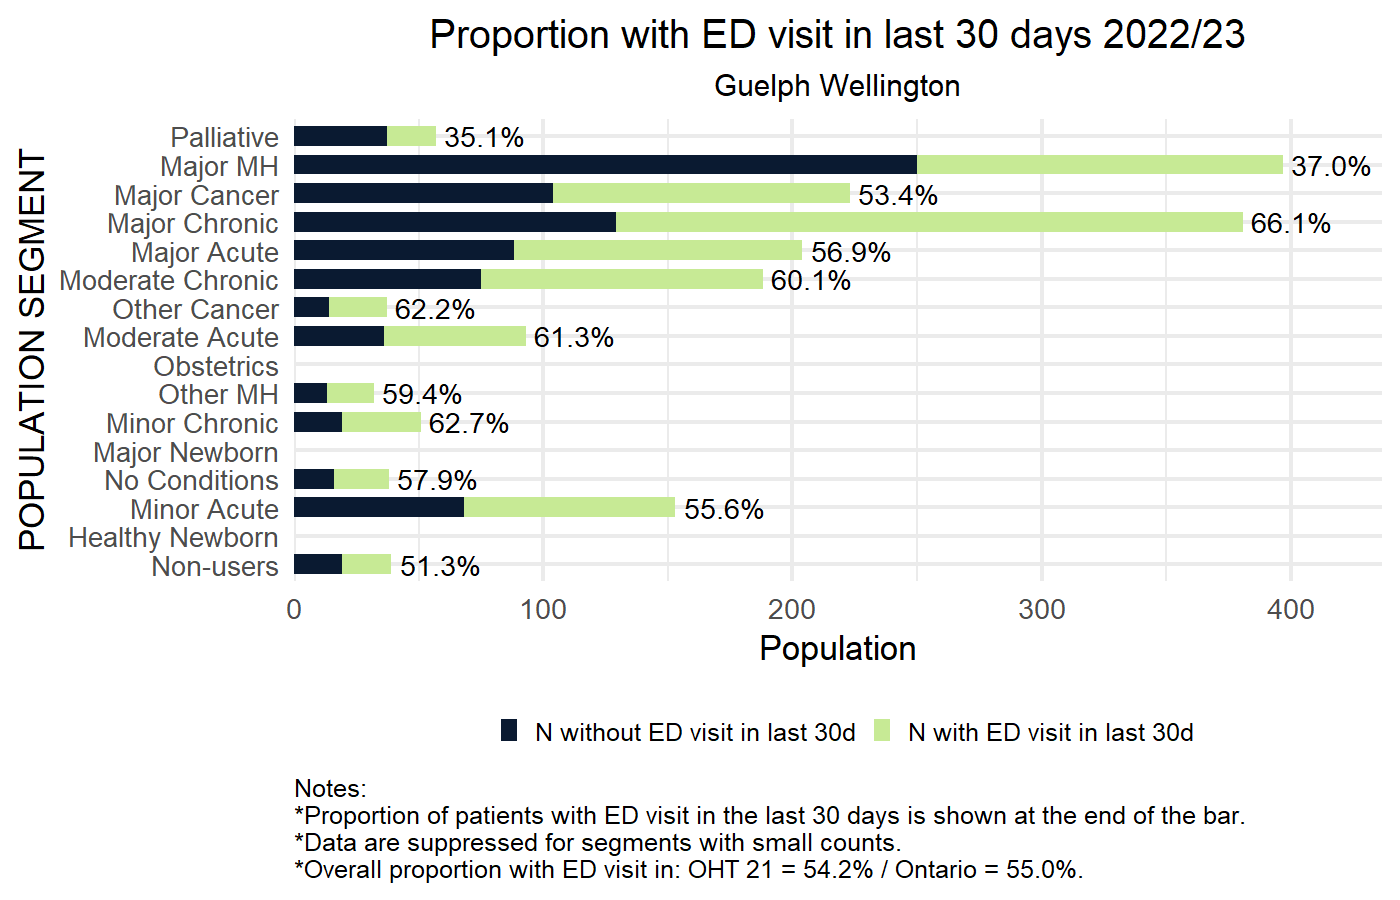 Proportion with ED visit in last 30 days 2022/23
Guelph Wellington
POPULATION SEGMENT
Palliative 35.1%
Major MH 37.0%
Major Cancer 53.4%
Major Chronic 66.1%
Major Acute 56.9%
Moderate Chronic 60.1%
Other Cancer 62.2%
Moderate Acute 61.3%
Obstetrics
Other MH 59.4%
Minor Chronic 62.7%
Major Newborn
No Conditions 57.9%
Minor Acute 55.6%
Healthy Newborn
Non-users 51.3%
0 100 200 300 400
Population
N without ED visit in last 30d N with ED visit in last 30d
Notes:
*Proportion of patients with ED visit in the last 30 days is shown at the end of the bar.
*Data are suppressed for segments with small counts.
*Overall proportion with ED visit in: OHT 21 = 54.2% / Ontario = 55.0%.